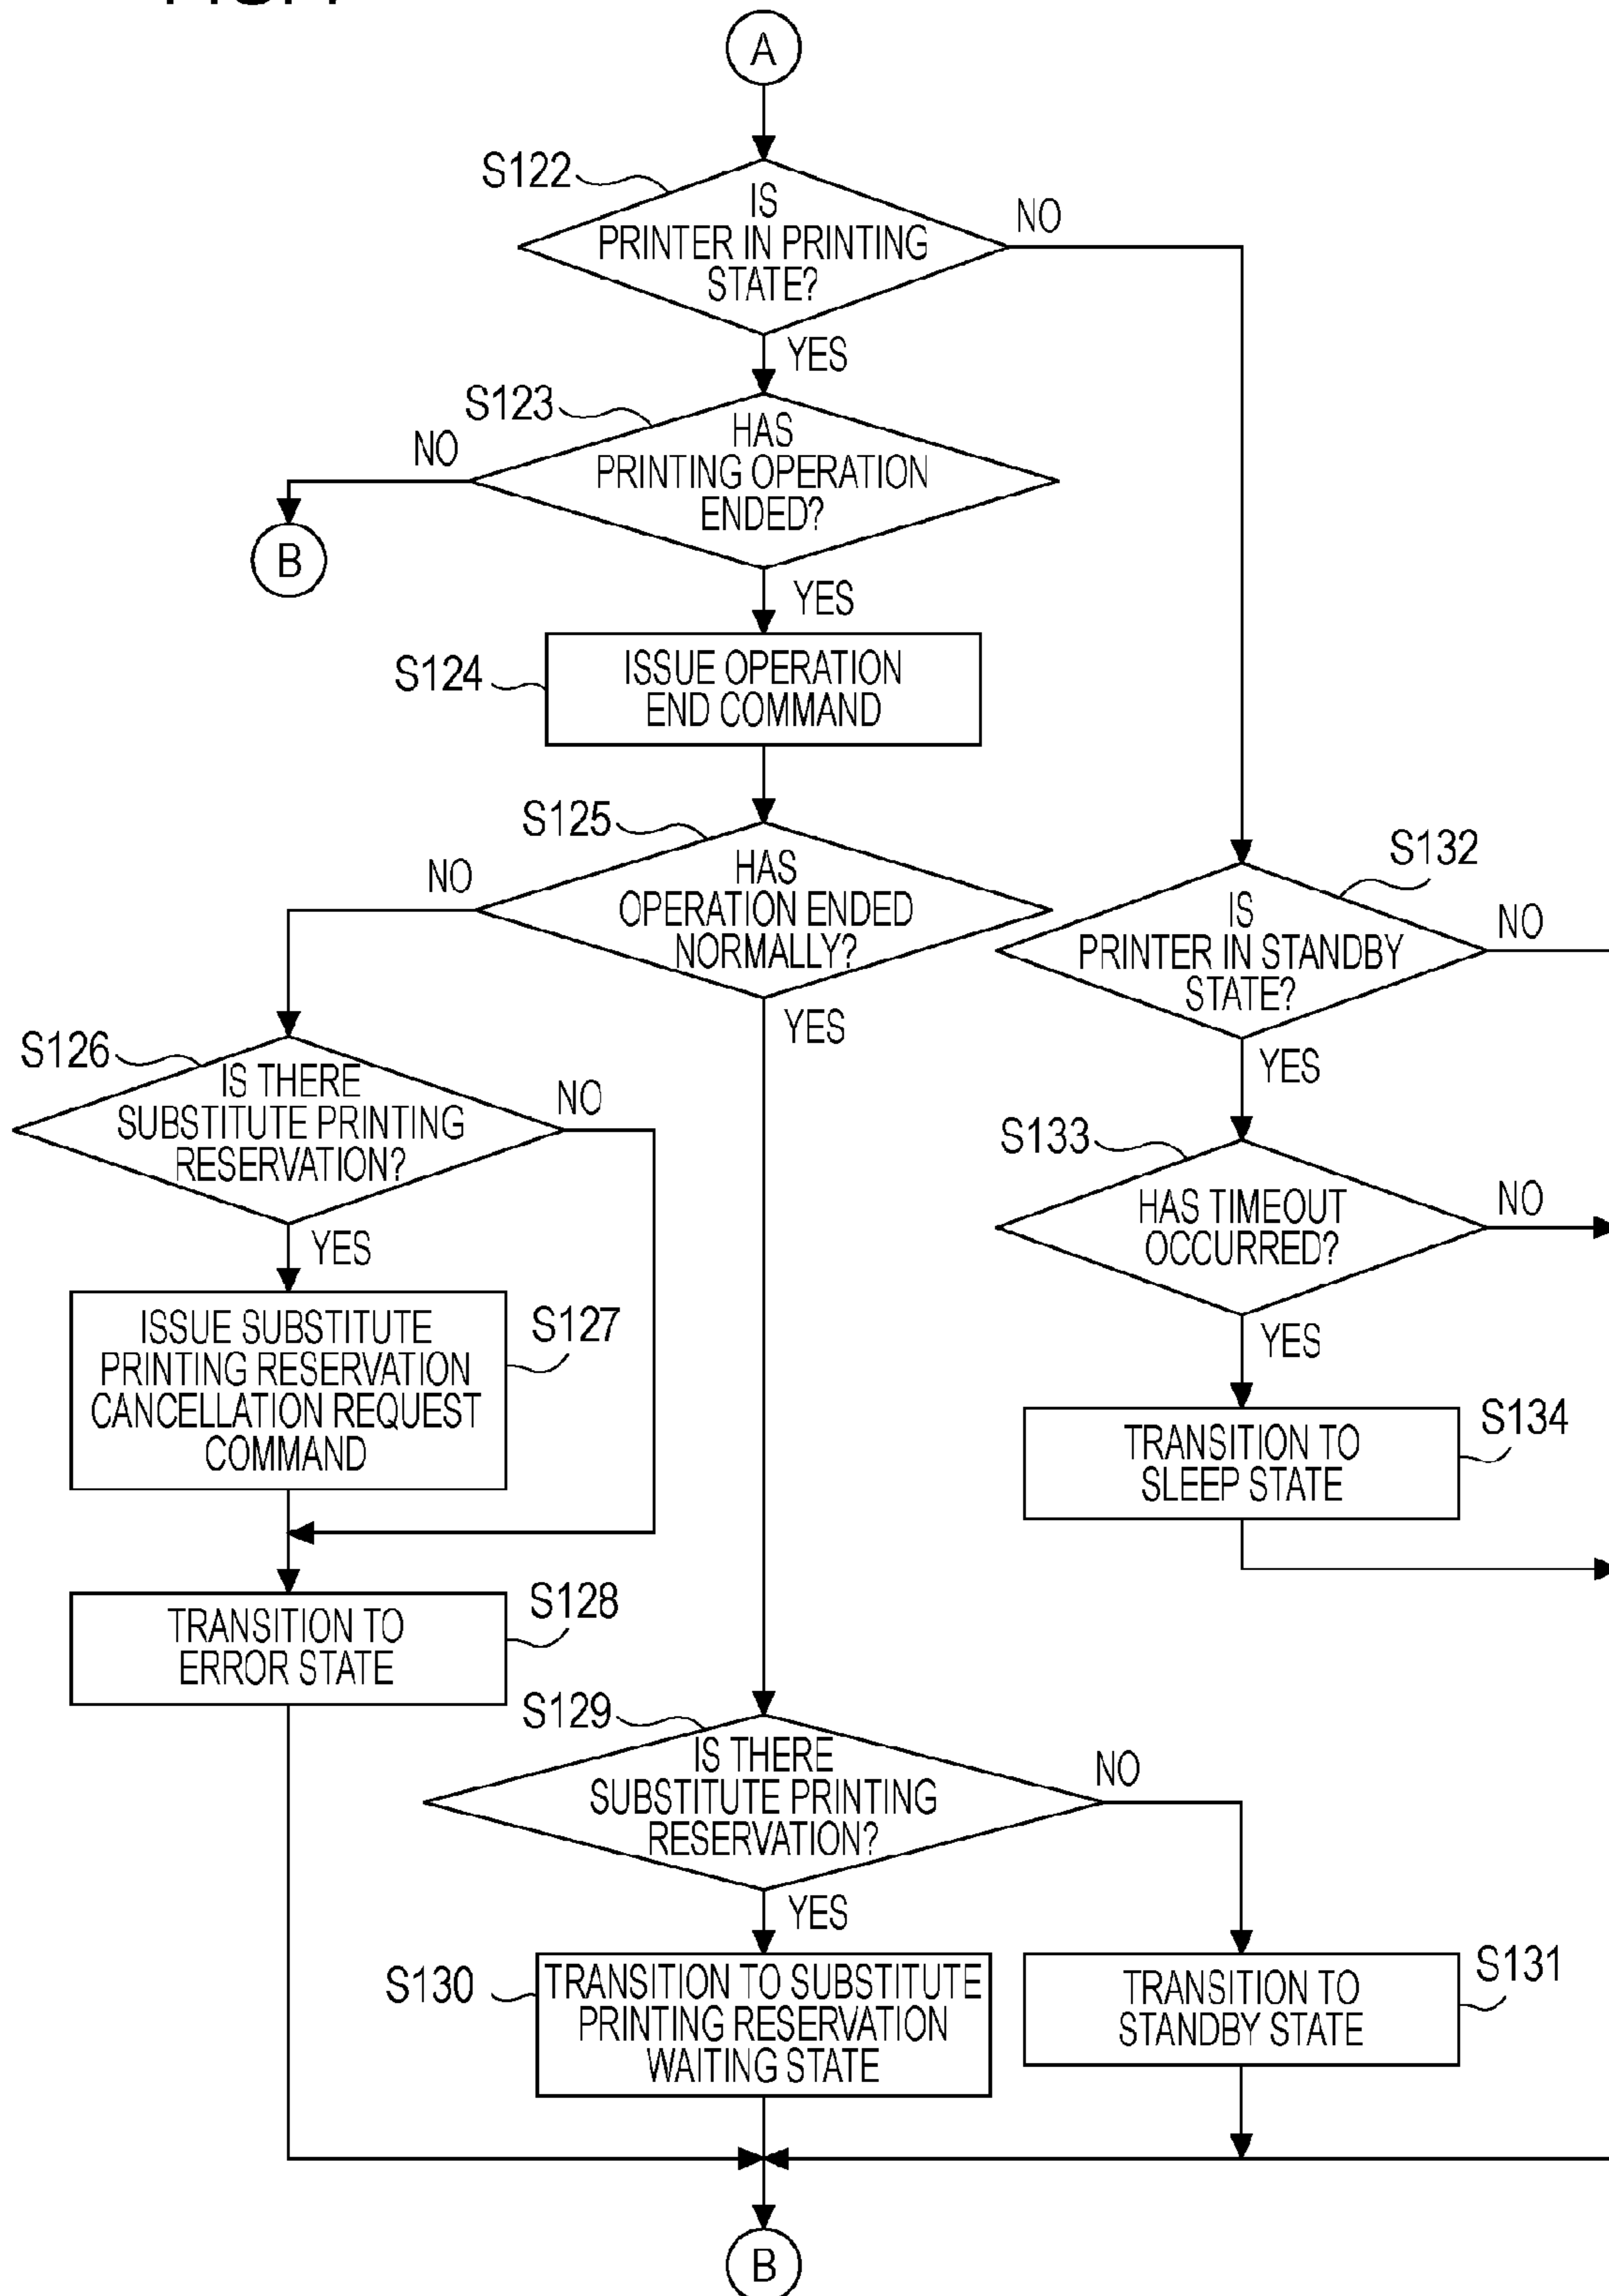 A
S122
IS
PRINTER IN PRINTING
STATE?
NO
YES
S123
HAS
PRINTING OPERATION
ENDED?
NO
B
YES
S124
ISSUE OPERATION
END COMMAND
S125
HAS
OPERATION ENDED
NORMALLY?
NO
YES
S132
IS
PRINTER IN STANDBY
STATE?
NO
YES
S126
IS THERE
SUBSTITUTE PRINTING
RESERVATION?
NO
YES
S133
HAS TIMEOUT
OCCURRED?
NO
YES
S127
ISSUE SUBSTITUTE
PRINTING RESERVATION
CANCELLATION REQUEST
COMMAND
S134
TRANSITION TO
SLEEP STATE
S128
TRANSITION TO
ERROR STATE
S129
IS THERE
SUBSTITUTE PRINTING
RESERVATION?
NO
YES
S130
TRANSITION TO SUBSTITUTE
PRINTING RESERVATION
WAITING STATE
S131
TRANSITION TO
STANDBY STATE
B